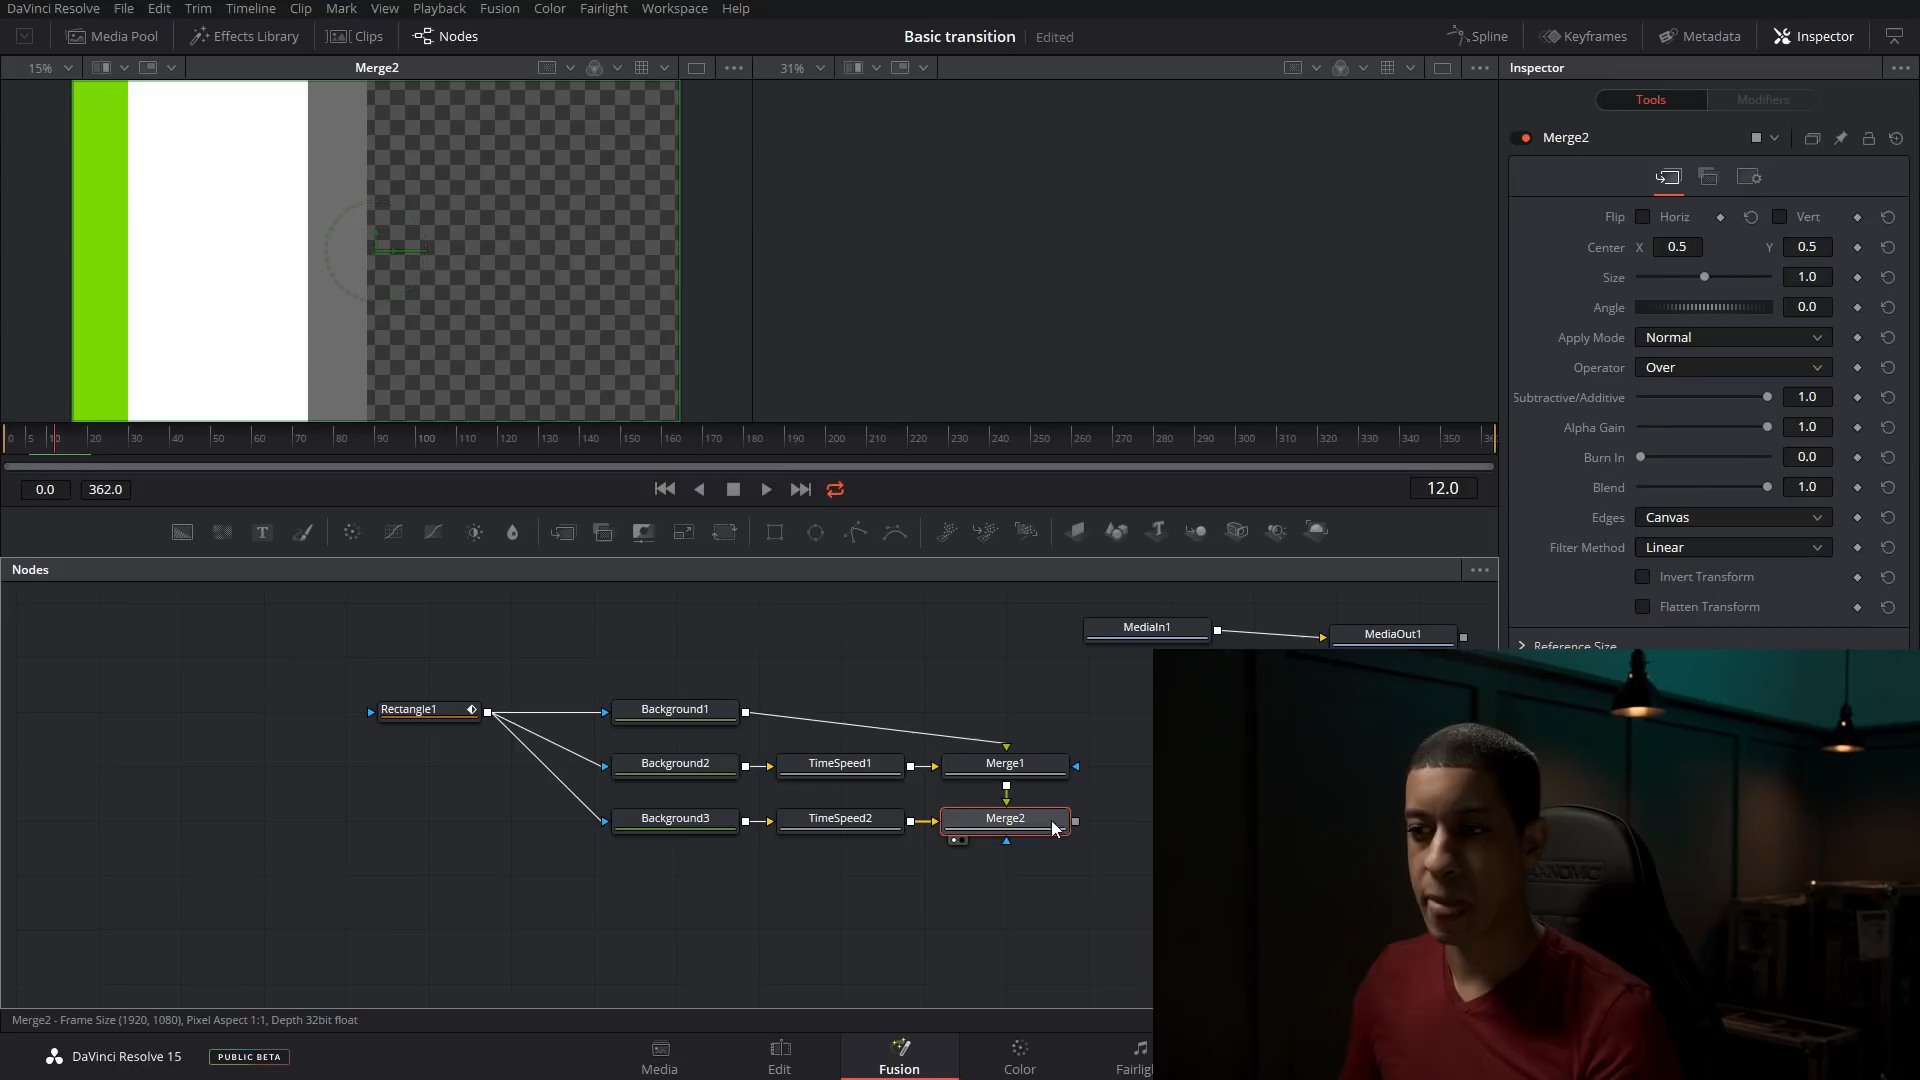 DaVinci Resolve File Edit Trim Timeline Clip Mark View Playback Fusion Color Fairlight Workspace Help
Media Pool Effects Library Clips Nodes Basic transition Edited Spline Keyframes Metadata Inspector
15% Merge2 31% Inspector
Tools Modifiers
Merge2
Flip Horiz Vert
Center X 0.5 Y 0.5
Size 1.0
Angle 0.0
Apply Mode Normal
Operator Over
Subtractive/Additive 1.0
Alpha Gain 1.0
Burn In 0.0
Blend 1.0
Edges Canvas
Filter Method Linear
Invert Transform
Flatten Transform
Reference Size
0 5 10 20 30 40 50 60 70 80 90 100 110 120 130 140 150 160 170 180 190 200 210 220 230 240 250 260 270 280 290 300 310 320 330 340 350
0.0 362.0 12.0
T
Nodes
MediaIn1 MediaOut1
Rectangle1 Background1
Background2 TimeSpeed1 Merge1
Background3 TimeSpeed2 Merge2
Merge2 - Frame Size (1920, 1080), Pixel Aspect 1:1, Depth 32bit float
DaVinci Resolve 15 PUBLIC BETA
Media Edit Fusion Color Fairlig